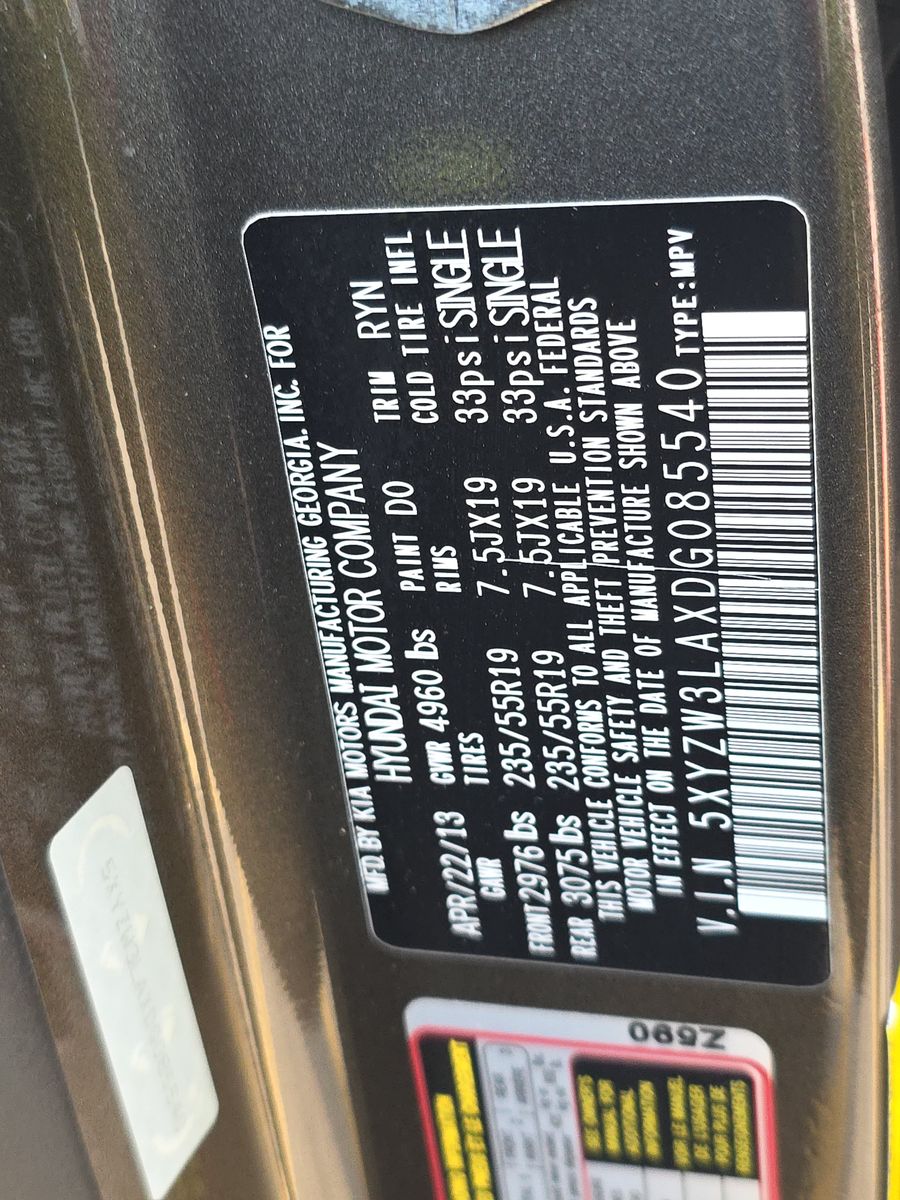 MFD. BY KIA MOTORS MANUFACTURING GEORGIA. INC. FOR
HYUNDAI MOTOR COMPANY
APR/22/13 GVWR 4960 lbs PAINT DO TRIM RYN
GAWR TIRES RIMS COLD TIRE INFL
FRONT 2976 lbs 235/55R19 7.5JX19 33psi SINGLE
REAR 3075 lbs 235/55R19 7.5JX19 33psi SINGLE
THIS VEHICLE CONFORMS TO ALL APPLICABLE U.S.A. FEDERAL
MOTOR VEHICLE SAFETY AND THEFT PREVENTION STANDARDS
IN EFFECT ON THE DATE OF MANUFACTURE SHOWN ABOVE
V.I.N 5XYZW3LAXDG085540 TYPE:MPV
Z590